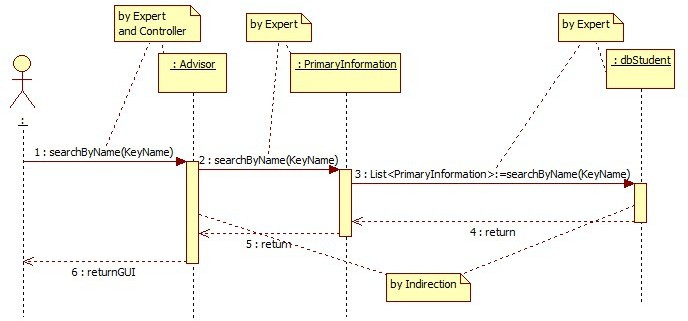 by Expert
and Controller
by Expert
by Expert
: Advisor
: PrimaryInformation
: dbStudent
:
1 : searchByName(KeyName)
2 : searchByName(KeyName)
3 : List<PrimaryInformation>:=searchByName(KeyName)
4 : return
5 : return
6 : returnGUI
by Indirection